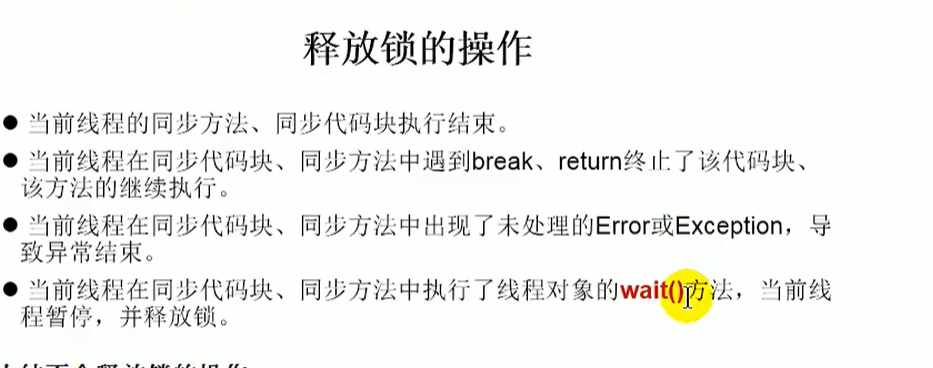 释放锁的操作
● 当前线程的同步方法、同步代码块执行结束。
● 当前线程在同步代码块、同步方法中遇到break、return终止了该代码块、
该方法的继续执行。
● 当前线程在同步代码块、同步方法中出现了未处理的Error或Exception，导
致异常结束。
● 当前线程在同步代码块、同步方法中执行了线程对象的wait()方法，当前线
程暂停，并释放锁。